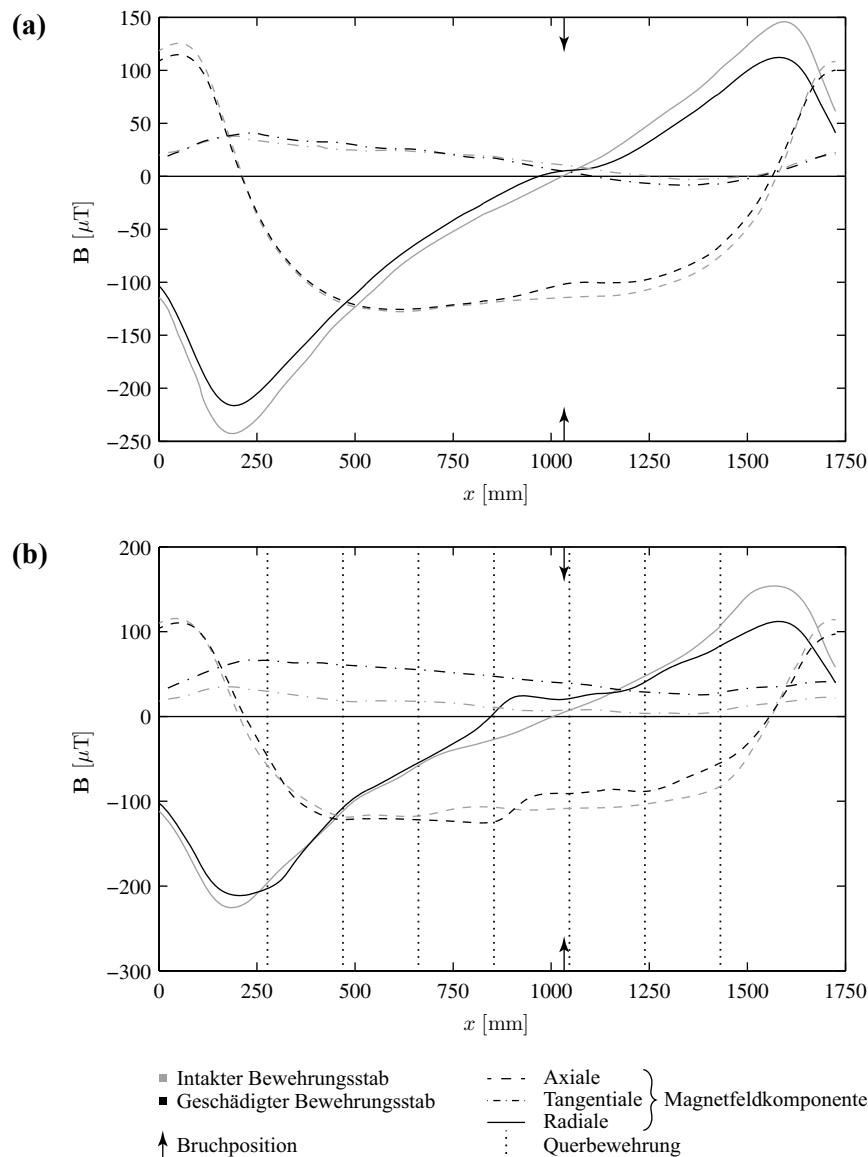 (a)
150
100
50
0
−50
−100
−150
−200
−250
B [μT]
0 250 500 750 1000 1250 1500 1750
x [mm]
(b)
200
100
0
−100
−200
−300
B [μT]
0 250 500 750 1000 1250 1500 1750
x [mm]
Intakter Bewehrungsstab
Geschädigter Bewehrungsstab
Bruchposition
Axiale
Tangentiale
Radiale
Magnetfeldkomponente
Querbewehrung